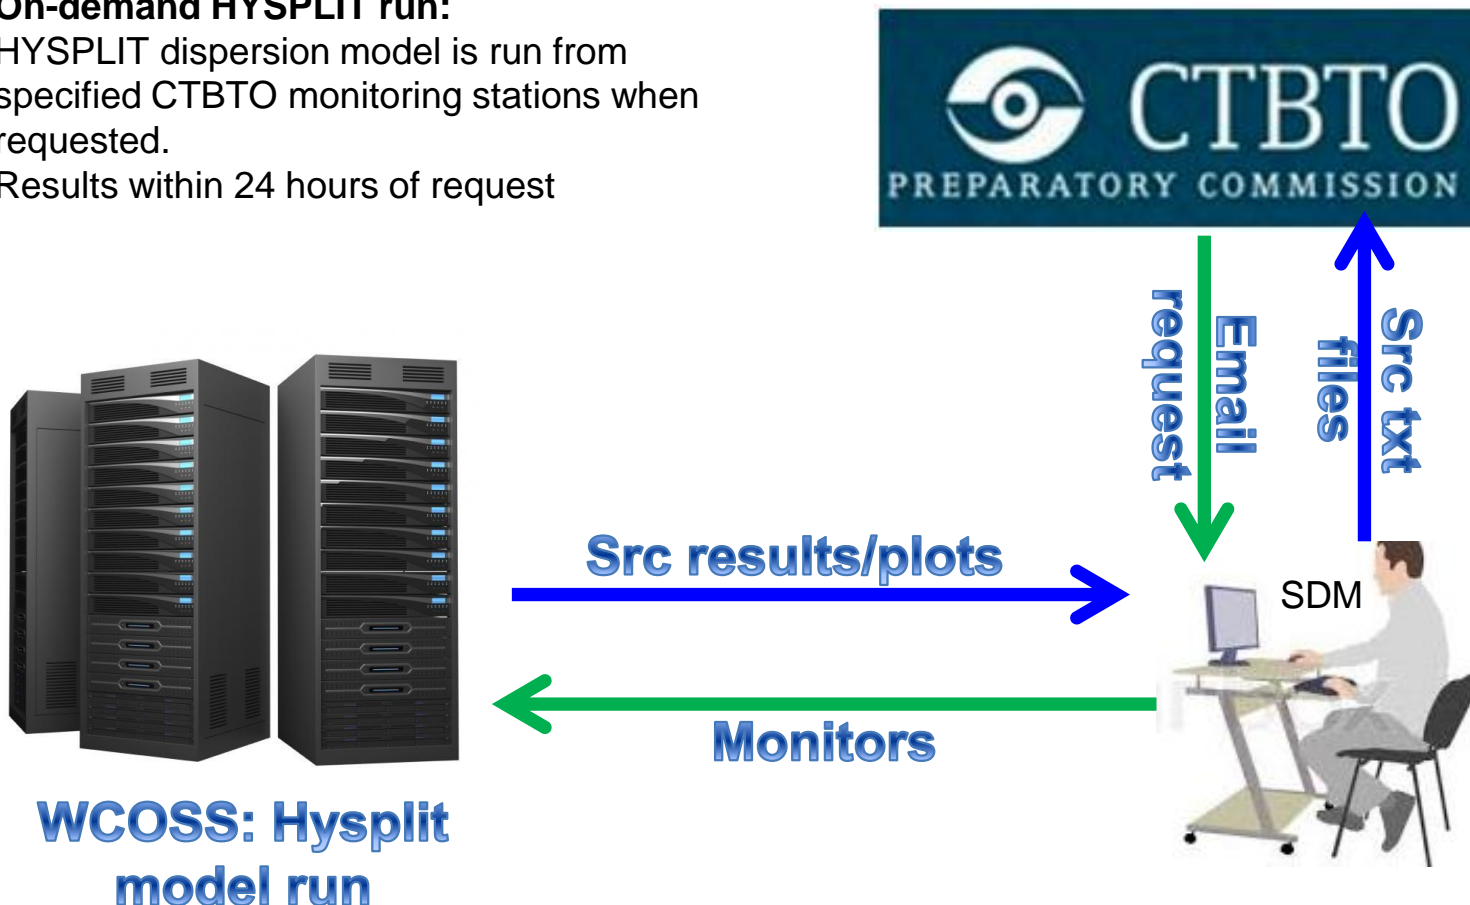 On-demand HYSPLIT run:
HYSPLIT dispersion model is run from
specified CTBTO monitoring stations when
requested.
Results within 24 hours of request
CTBTO
PREPARATORY COMMISSION
Email
request
Src txt
files
Src results/plots
SDM
Monitors
WCOSS: Hysplit
model run